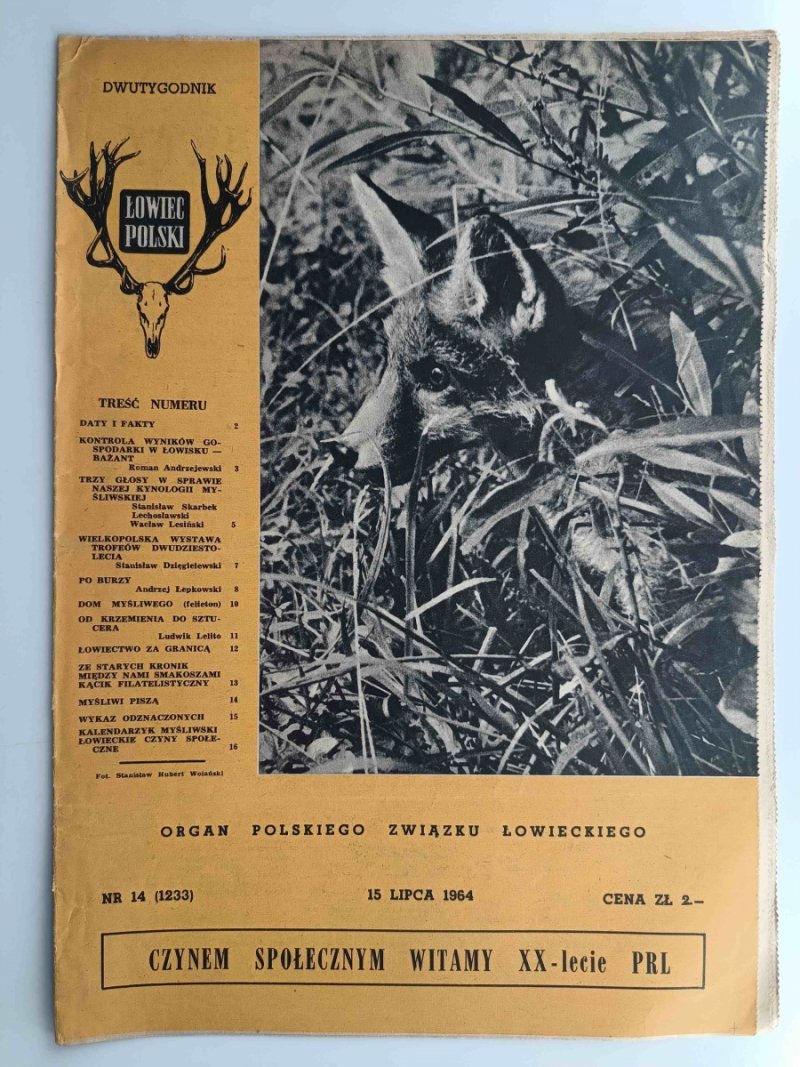 DWUTYGODNIK
ŁOWIEC
POLSKI
TREŚĆ NUMERU
DATY I FAKTY 2
KONTROLA WYNIKÓW GO-
SPODARKI W ŁOWISKU —
BAŻANT
Roman Andrzejewski 3
TRZY GŁOSY W SPRAWIE
NASZEJ KYNOLOGII MY-
ŚLIWSKIEJ
Stanisław Skarbek
Lechosławski
Wacław Lesiński 5
WIELKOPOLSKA WYSTAWA
TROFEÓW DWUDZIESTO-
LECIA
Stanisław Dzięgielewski 7
PO BURZY
Andrzej Łepkowski 8
DOM MYŚLIWEGO (felieton) 10
OD KRZEMIENIA DO SZTU-
CERA
Ludwik Lelito 11
ŁOWIECTWO ZA GRANICĄ 12
ZE STARYCH KRONIK
MIĘDZY NAMI SMAKOSZAMI
KĄCIK FILATELISTYCZNY 13
MYŚLIWI PISZĄ 14
WYKAZ ODZNACZONYCH 15
KALENDARZYK MYŚLIWSKI
ŁOWIECKIE CZYNY SPOŁE-
CZNE 16
Fot. Stanisław Hubert Wolański
ORGAN POLSKIEGO ZWIĄZKU ŁOWIECKIEGO
NR 14 (1233) 15 LIPCA 1964 CENA ZŁ 2.—
CZYNEM SPOŁECZNYM WITAMY XX-lecie PRL